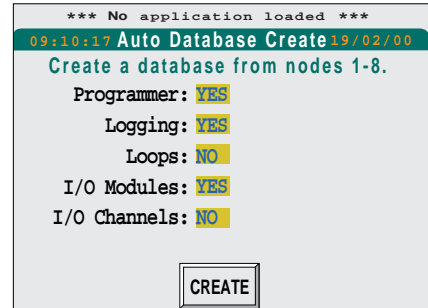 *** No application loaded ***
09:10:17 Auto Database Create 19/02/00
Create a database from nodes 1-8.
Programmer: YES
Logging: YES
Loops: NO
I/O Modules: YES
I/O Channels: NO
CREATE